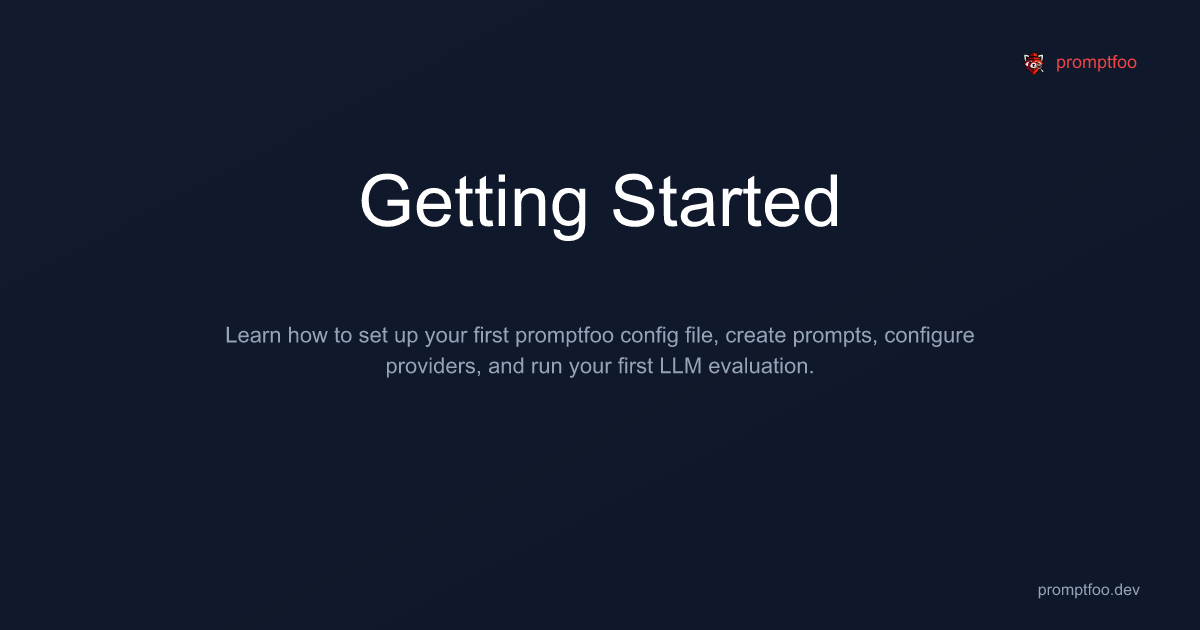 promptfoo
Getting Started
Learn how to set up your first promptfoo config file, create prompts, configure
providers, and run your first LLM evaluation.
promptfoo.dev